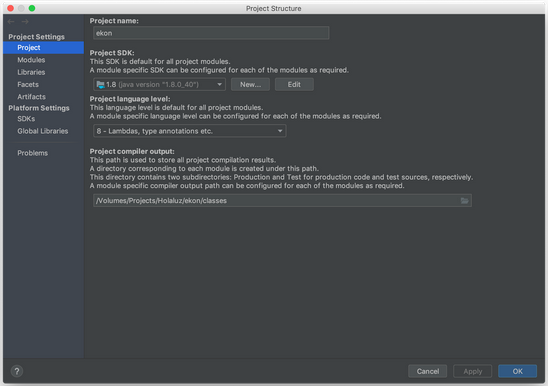 Project Structure
Project Settings
Project
Modules
Libraries
Facets
Artifacts
Platform Settings
SDKs
Global Libraries
Problems
Project name:
ekon
Project SDK:
This SDK is default for all project modules.
A module specific SDK can be configured for each of the modules as required.
1.8 (java version "1.8.0_40")
New...
Edit
Project language level:
This language level is default for all project modules.
A module specific language level can be configured for each of the modules as required.
8 - Lambdas, type annotations etc.
Project compiler output:
This path is used to store all project compilation results.
A directory corresponding to each module is created under this path.
This directory contains two subdirectories: Production and Test for production code and test sources, respectively.
A module specific compiler output path can be configured for each of the modules as required.
/Volumes/Projects/Holaluz/ekon/classes
?
Cancel
Apply
OK